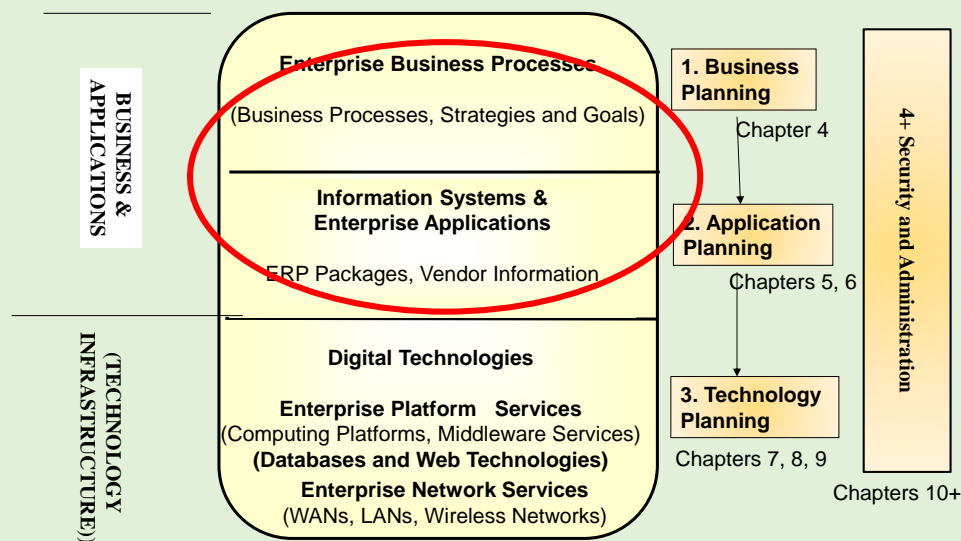 BUSINESS &
APPLICATIONS
Enterprise Business Processes
(Business Processes, Strategies and Goals)
1. Business
Planning
Chapter 4
Information Systems &
Enterprise Applications
ERP Packages, Vendor Information
2. Application
Planning
Chapters 5, 6
4+ Security and Administration
(TECHNOLOGY
INFRASTRUCTURE))
Digital Technologies
Enterprise Platform Services
(Computing Platforms, Middleware Services)
(Databases and Web Technologies)
Enterprise Network Services
(WANs, LANs, Wireless Networks)
3. Technology
Planning
Chapters 7, 8, 9
Chapters 10+